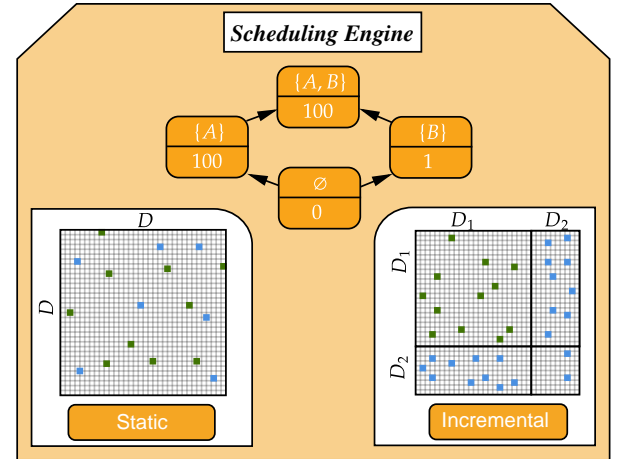 Scheduling Engine
{A, B}
100
{A}
100
{B}
1
∅
0
D
D
Static
D₁ D₂
D₁
D₂
Incremental